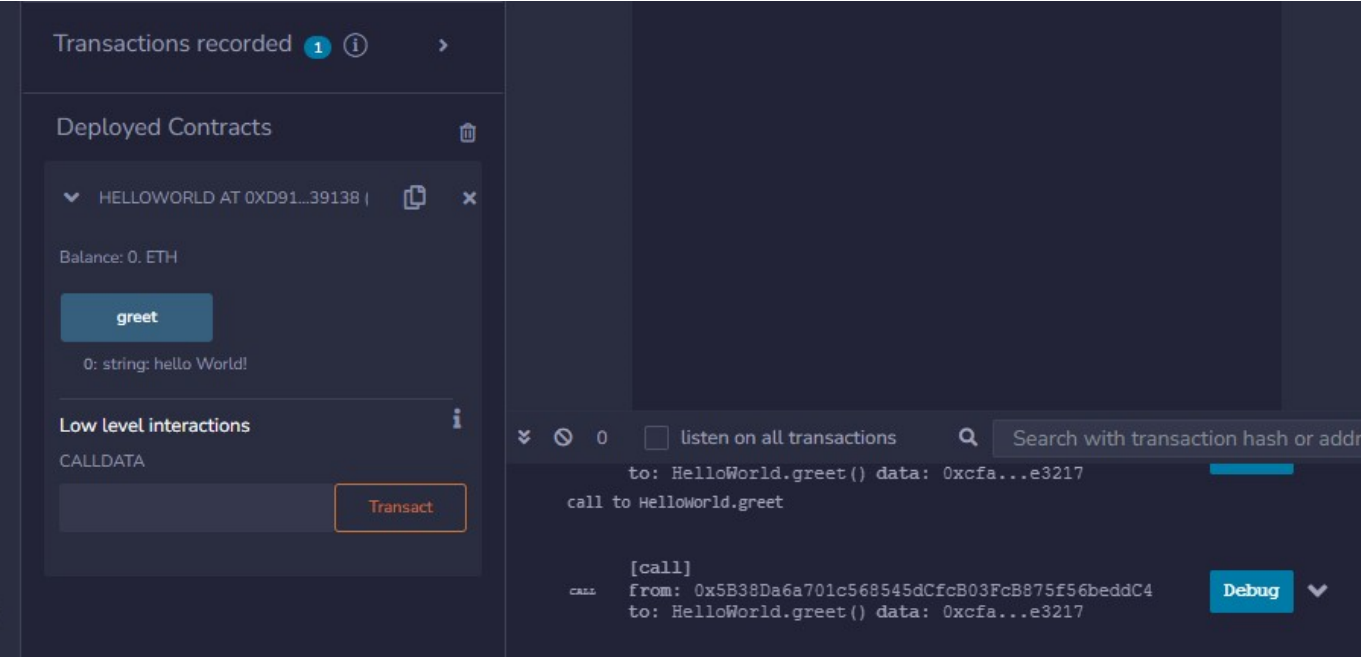 Transactions recorded 1 i
Deployed Contracts
HELLOWORLD AT 0XD91...39138 (
Balance: 0. ETH
greet
0: string: hello World!
Low level interactions
i
CALLDATA
Transact
0
listen on all transactions
Search with transaction hash or addr
to: HelloWorld.greet() data: 0xcfa...e3217
call to HelloWorld.greet
[call]
CALL
from: 0x5B38Da6a701c568545dCfcB03FcB875f56beddC4
to: HelloWorld.greet() data: 0xcfa...e3217
Debug